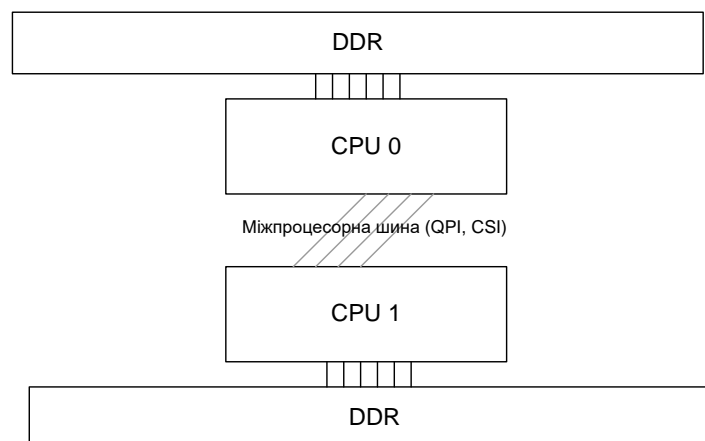 DDR
CPU 0
Міжпроцесорна шина (QPI, CSI)
CPU 1
DDR